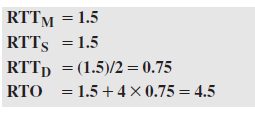 RTTM = 1.5
RTTS = 1.5
RTTD = (1.5)/2 = 0.75
RTO = 1.5 + 4 × 0.75 = 4.5